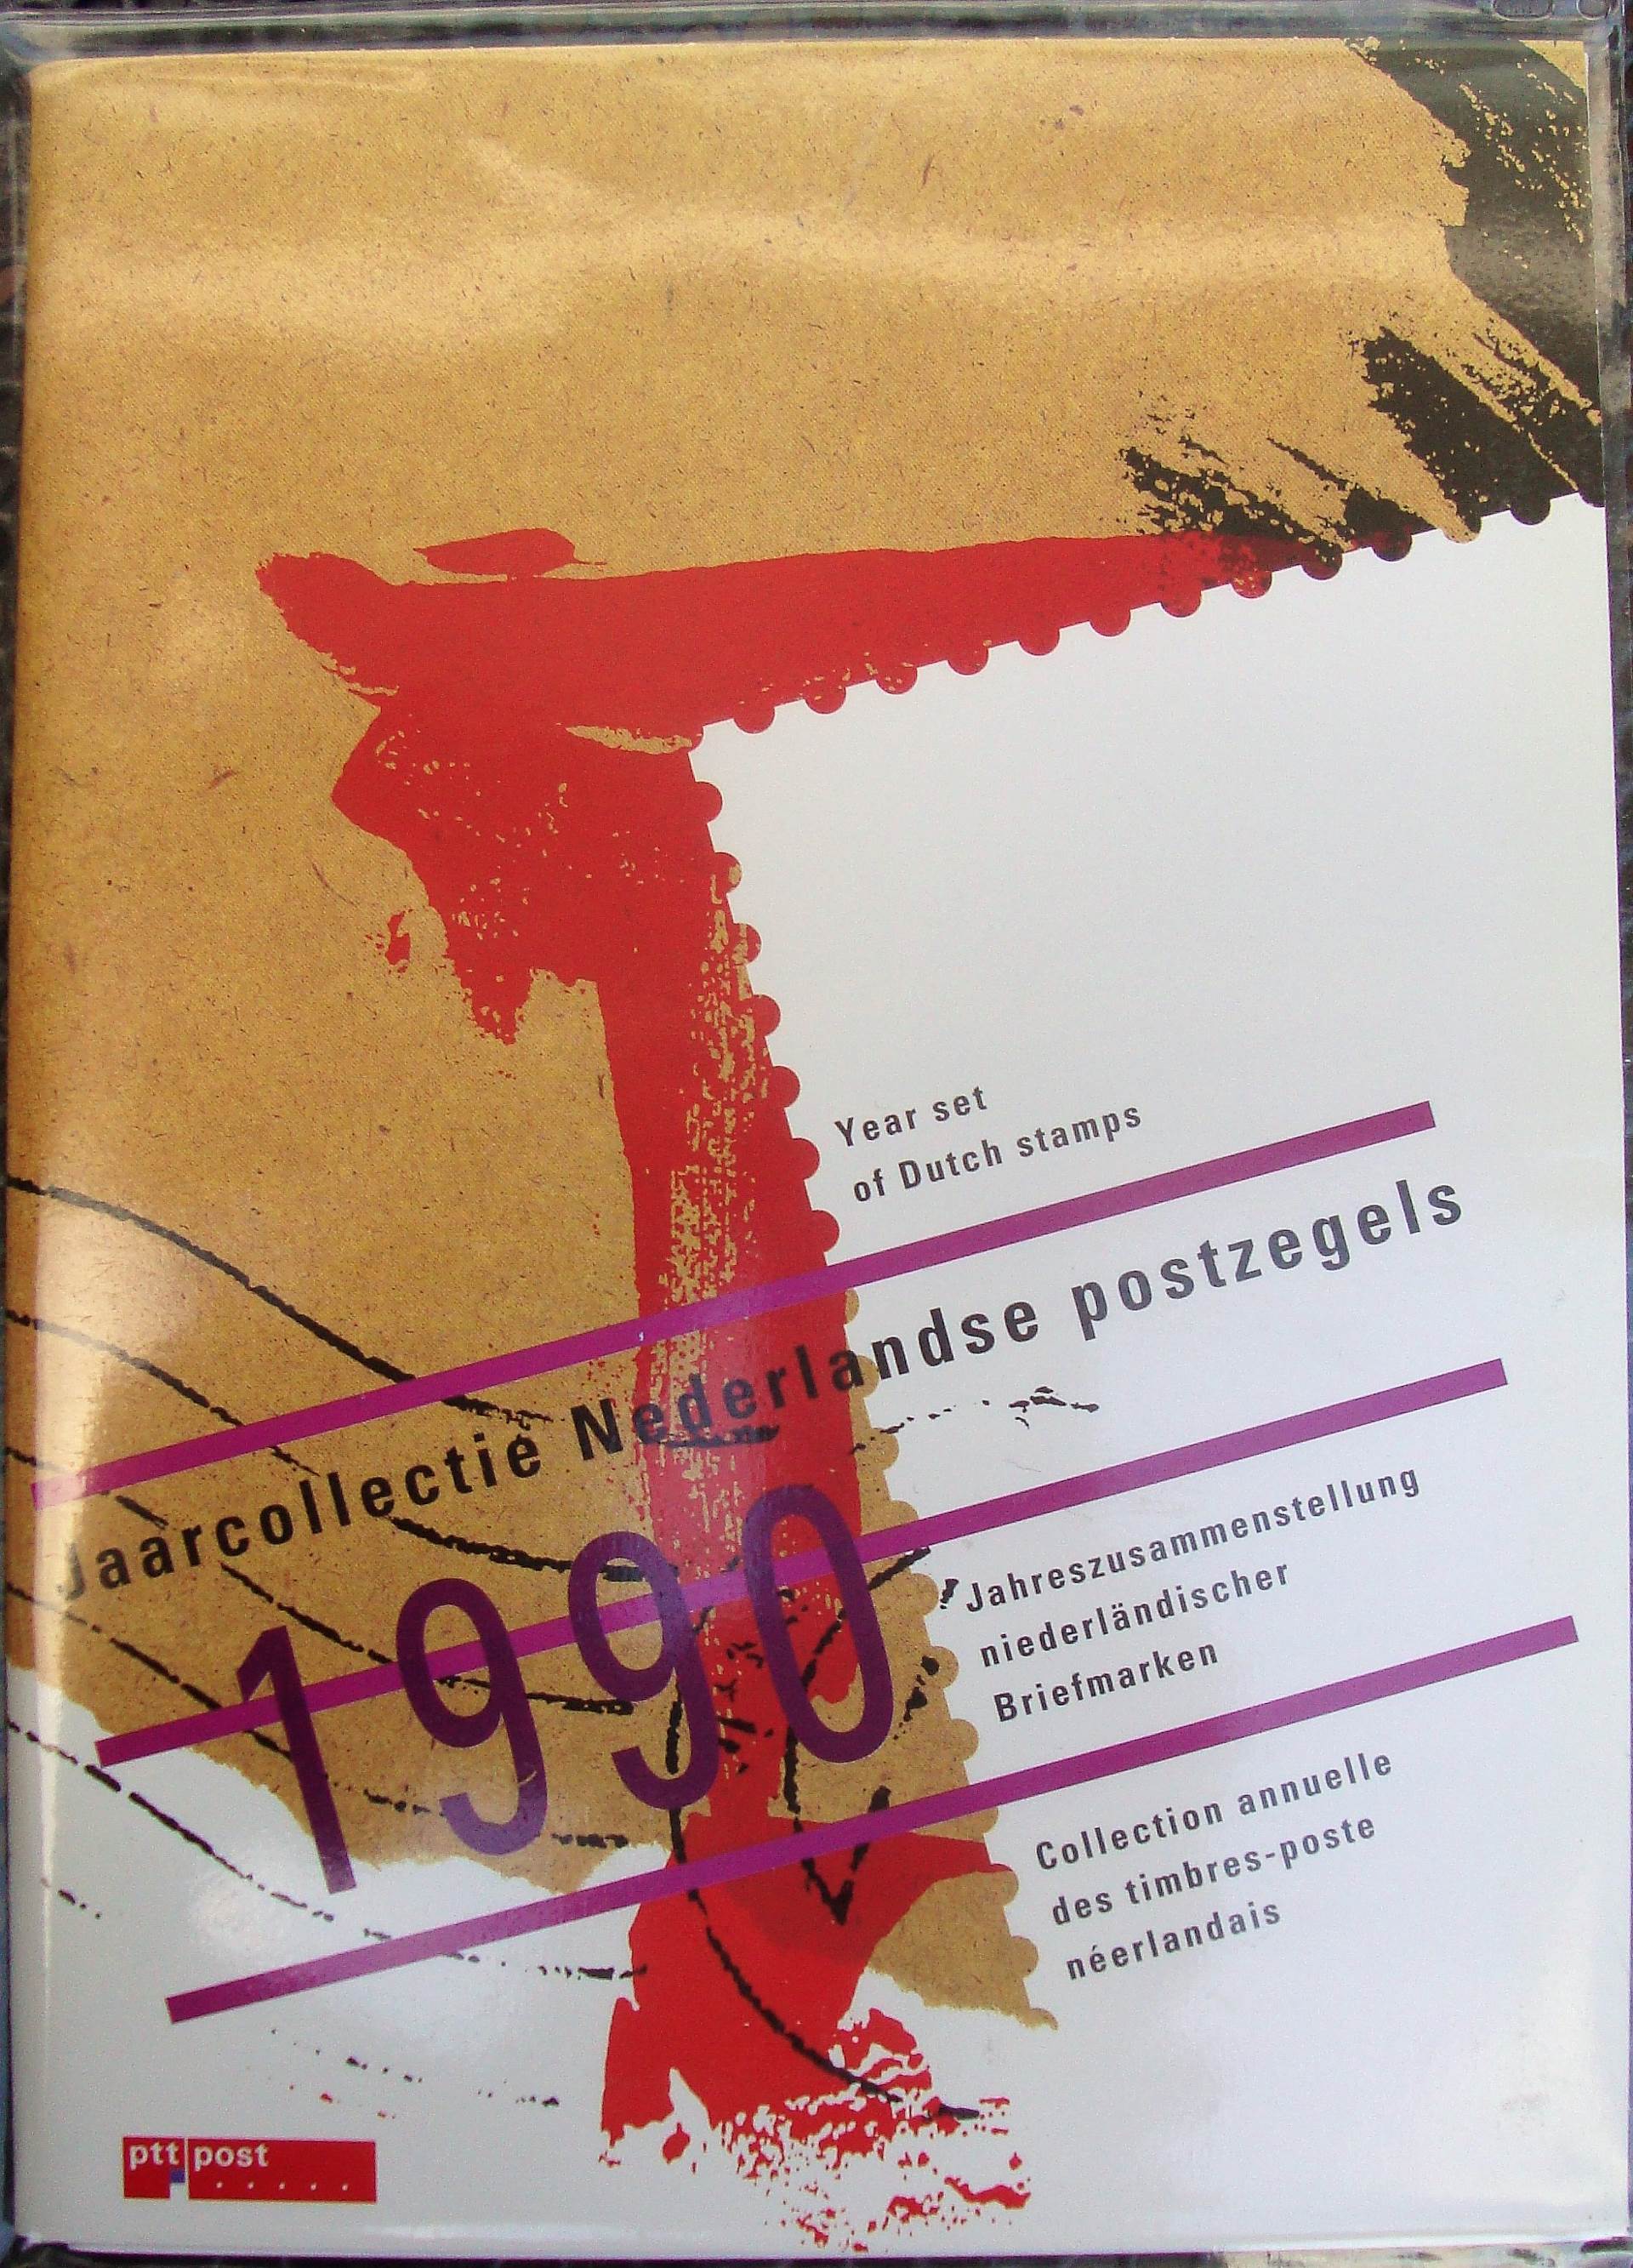 Year set
of Dutch stamps
Jaarcollectie Nederlandse postzegels
1990
Jahreszusammenstellung
niederländischer
Briefmarken
Collection annuelle
des timbres-poste
néerlandais
ptt post